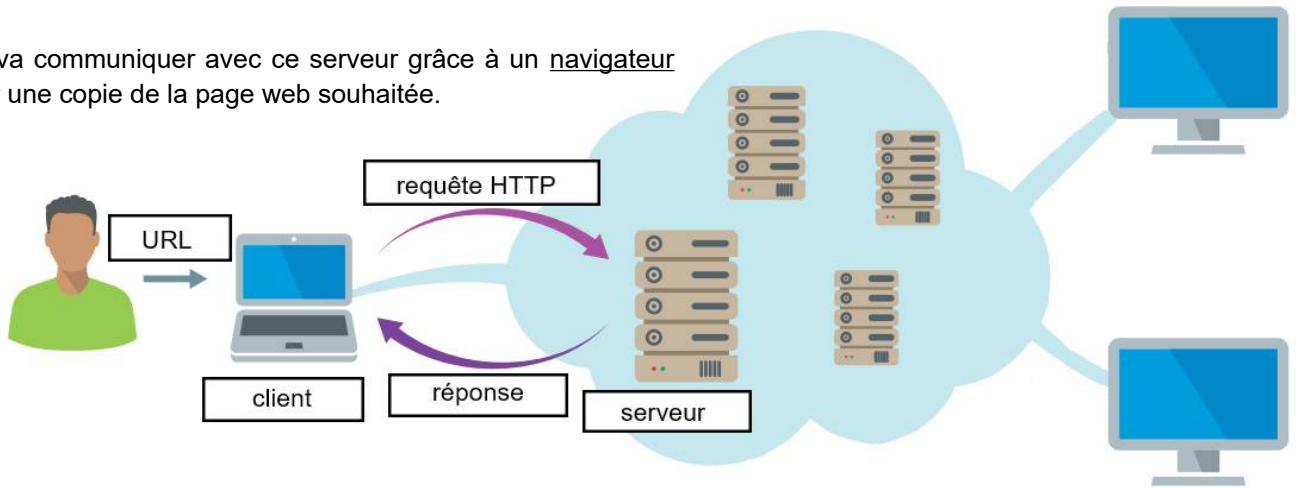 va communiquer avec ce serveur grâce à un navigateur
une copie de la page web souhaitée.
requête HTTP
URL
client
réponse
serveur